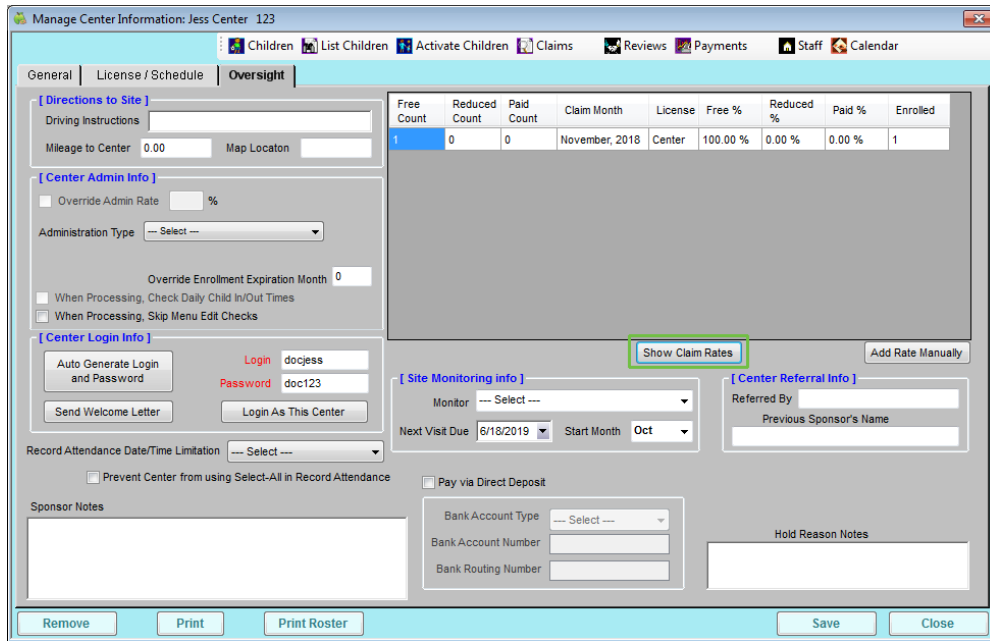 Manage Center Information: Jess Center 123
Children List Children Activate Children Claims Reviews Payments Staff Calendar
General License / Schedule Oversight
[ Directions to Site ]
Driving Instructions
Mileage to Center 0.00 Map Locaton
[ Center Admin Info ]
Override Admin Rate %
Administration Type --- Select ---
Override Enrollment Expiration Month 0
When Processing, Check Daily Child In/Out Times
When Processing, Skip Menu Edit Checks
[ Center Login Info ]
Auto Generate Login and Password
Login docjess
Password doc123
Send Welcome Letter Login As This Center
Record Attendance Date/Time Limitation --- Select ---
Prevent Center from using Select-All in Record Attendance
Sponsor Notes
Free Count Reduced Count Paid Count Claim Month License Free % Reduced % Paid % Enrolled
1 0 0 November, 2018 Center 100.00 % 0.00 % 0.00 % 1
Show Claim Rates Add Rate Manually
[ Site Monitoring info ]
Monitor --- Select ---
Next Visit Due 6/18/2019 Start Month Oct
[ Center Referral Info ]
Referred By
Previous Sponsor's Name
Pay via Direct Deposit
Bank Account Type --- Select ---
Bank Account Number
Bank Routing Number
Hold Reason Notes
Remove Print Print Roster Save Close